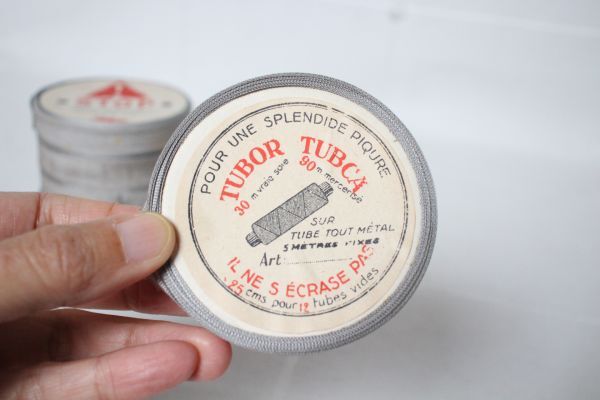 POUR UNE SPLENDIDE PIQURE
TUBOR TUBCA
30 m vraie soie 90 m mercerisé
SUR
TUBE TOUT MÉTAL
5 MÈTRES FIXES
Art:
IL NE S ÉCRASE PAS
25 cms pour 12 tubes vides